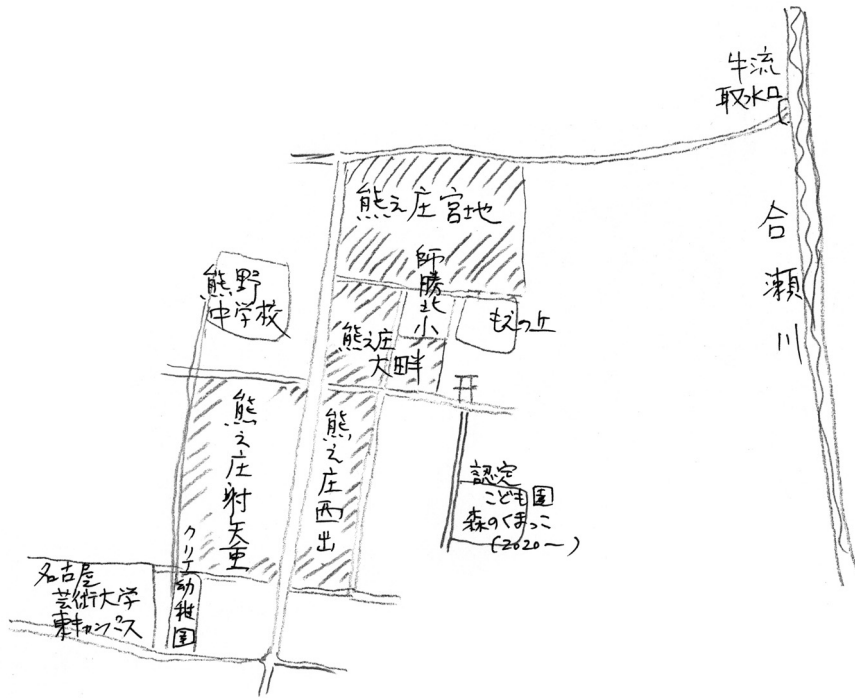 牛流
取水口
合瀬川
熊之庄宮地
師勝北小
熊野
中学校
もえの丘
熊之庄
大畔
熊之庄射矢重
熊之庄西出
認定
こども園
森のくまっこ
(2020〜)
クリエ幼稚園
名古屋
芸術大学
東キャンパス